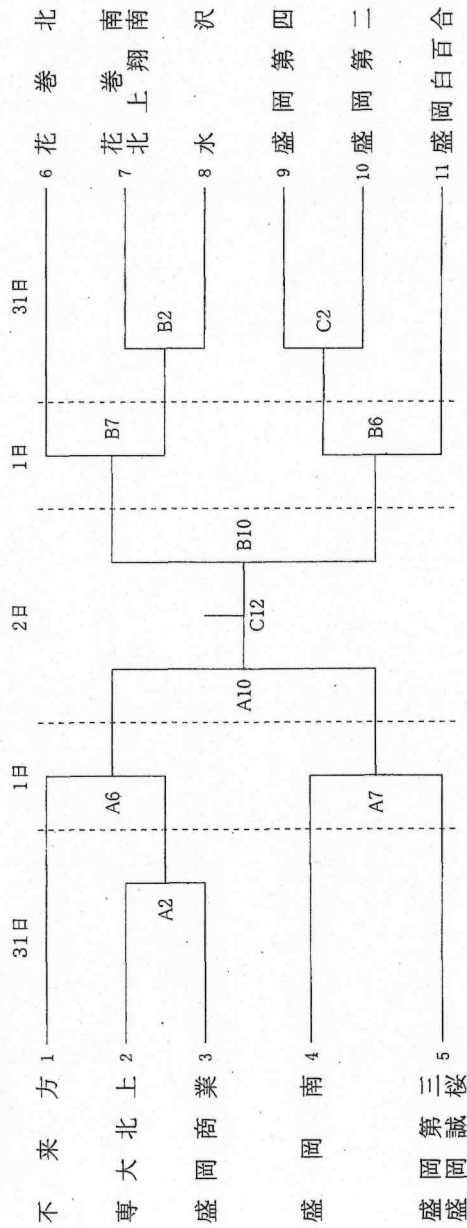 31日 1日 2日 1日 31日
不来方 1
専大北上 2
盛岡商業 3
盛岡南 4
盛岡第三
盛岡誠桜 5
A2
A6
A7
A10
C12
B10
B7
B6
B2
C2
6 花巻北
7 花巻南
北上翔南
8 水沢
9 盛岡第四
10 盛岡第二
11 盛岡白百合